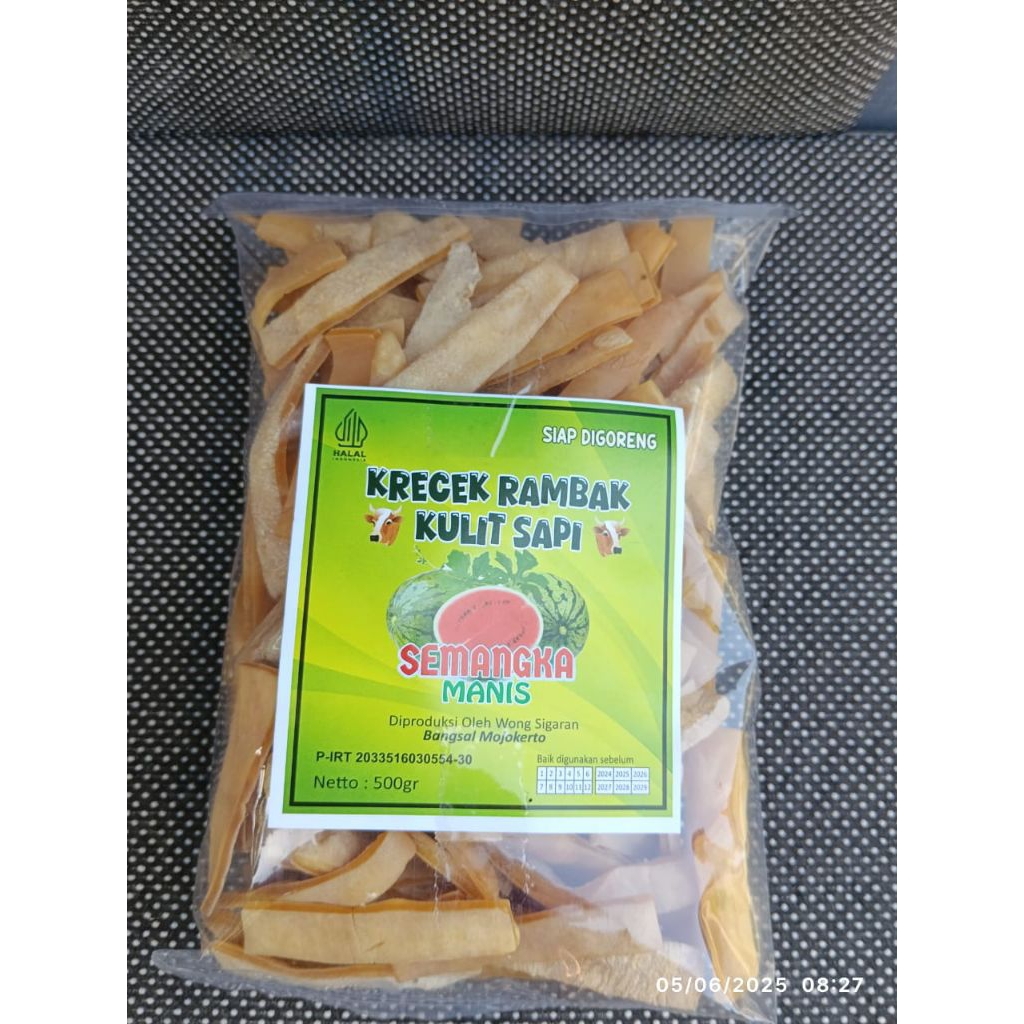 HALAL
INDONESIA
SIAP DIGORENG
KRECEK RAMBAK
KULIT SAPI
SEMANGKA
MANIS
Diproduksi Oleh Wong Sigaran
Bangsal Mojokerto
P-IRT 2033516030554-30
Netto : 500gr
Baik digunakan sebelum
1 2 3 4 5 6 2024 2025 2026
7 8 9 10 11 12 2027 2028 2029
05/06/2025 08:27